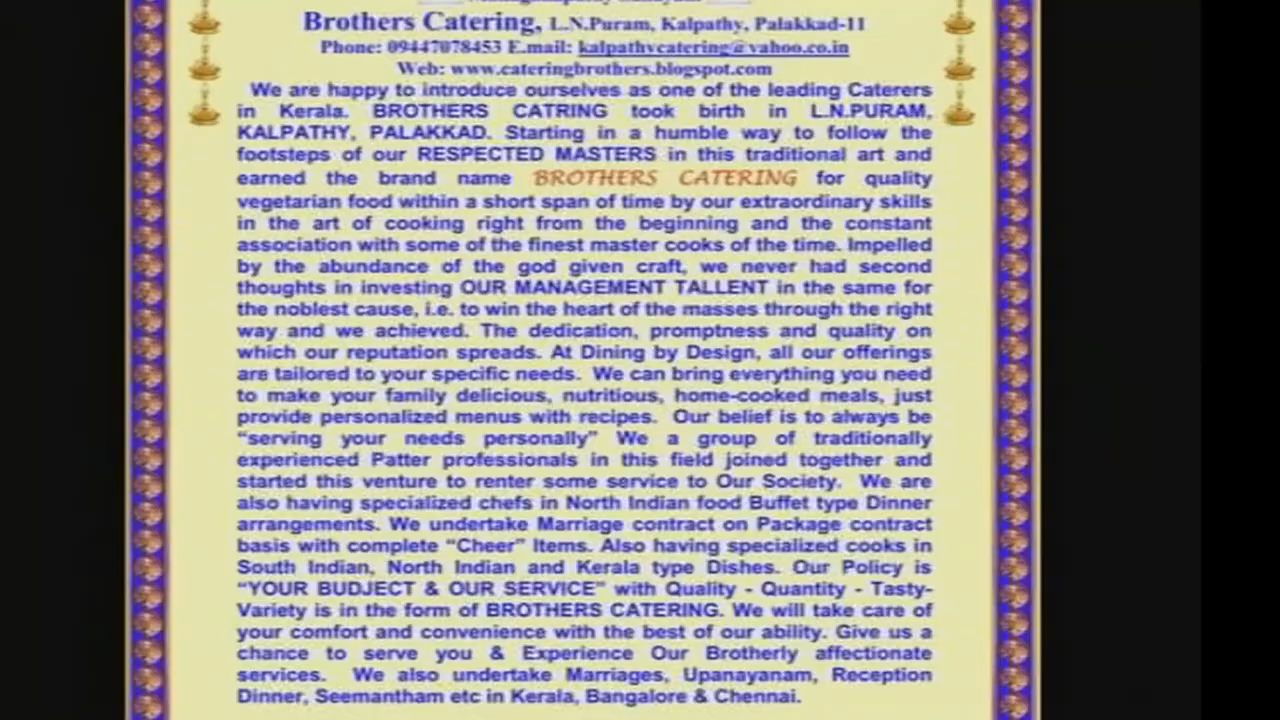 Brothers Catering, L.N.Puram, Kalpathy, Palakkad-11
Phone: 09447078453 E.mail: kalpathycatering@yahoo.co.in
Web: www.cateringbrothers.blogspot.com
We are happy to introduce ourselves as one of the leading Caterers
in Kerala. BROTHERS CATRING took birth in L.N.PURAM,
KALPATHY, PALAKKAD. Starting in a humble way to follow the
footsteps of our RESPECTED MASTERS in this traditional art and
earned the brand name BROTHERS CATERING for quality
vegetarian food within a short span of time by our extraordinary skills
in the art of cooking right from the beginning and the constant
association with some of the finest master cooks of the time. Impelled
by the abundance of the god given craft, we never had second
thoughts in investing OUR MANAGEMENT TALLENT in the same for
the noblest cause, i.e. to win the heart of the masses through the right
way and we achieved. The dedication, promptness and quality on
which our reputation spreads. At Dining by Design, all our offerings
are tailored to your specific needs. We can bring everything you need
to make your family delicious, nutritious, home-cooked meals, just
provide personalized menus with recipes. Our belief is to always be
“serving your needs personally” We a group of traditionally
experienced Patter professionals in this field joined together and
started this venture to renter some service to Our Society. We are
also having specialized chefs in North Indian food Buffet type Dinner
arrangements. We undertake Marriage contract on Package contract
basis with complete “Cheer” Items. Also having specialized cooks in
South Indian, North Indian and Kerala type Dishes. Our Policy is
“YOUR BUDJECT & OUR SERVICE” with Quality - Quantity - Tasty-
Variety is in the form of BROTHERS CATERING. We will take care of
your comfort and convenience with the best of our ability. Give us a
chance to serve you & Experience Our Brotherly affectionate
services. We also undertake Marriages, Upanayanam, Reception
Dinner, Seemantham etc in Kerala, Bangalore & Chennai.